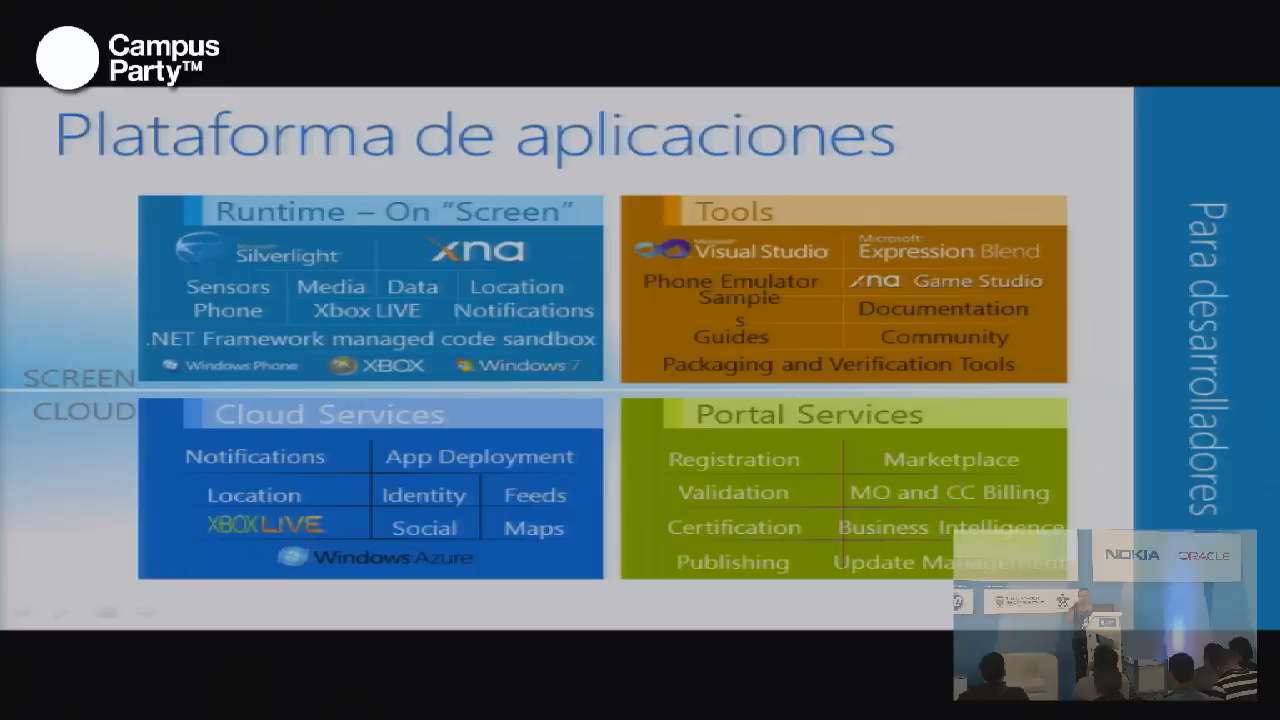 Campus
Party™
Plataforma de aplicaciones
Para desarrolladores
Runtime – On "Screen"
Microsoft Silverlight xna
Sensors Media Data Location
Phone Xbox LIVE Notifications
.NET Framework managed code sandbox
Windows Phone XBOX Windows 7
Tools
Microsoft Visual Studio Microsoft Expression Blend
Phone Emulator xna Game Studio
Sample
s
Documentation
Guides Community
Packaging and Verification Tools
SCREEN
CLOUD
Cloud Services
Notifications App Deployment
Location Identity Feeds
XBOX LIVE Social Maps
Windows Azure
Portal Services
Registration Marketplace
Validation MO and CC Billing
Certification Business Intelligence
Publishing Update Management
NOKIA ORACLE
hp